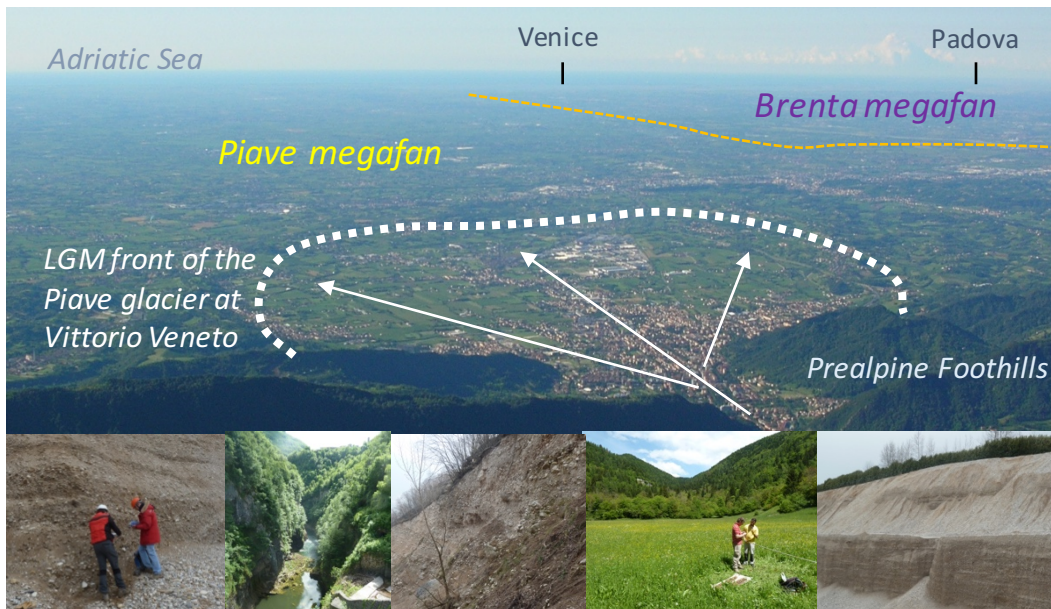 Venice
Padova
Adriatic Sea
Brenta megafan
Piave megafan
LGM front of the
Piave glacier at
Vittorio Veneto
Prealpine Foothills